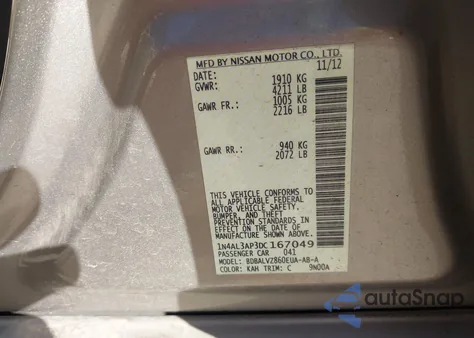 MFD BY NISSAN MOTOR CO., LTD.
DATE: 11/12
GVWR: 1910 KG
4211 LB
GAWR FR.: 1005 KG
2216 LB
GAWR RR.: 940 KG
2072 LB
THIS VEHICLE CONFORMS TO
ALL APPLICABLE FEDERAL
MOTOR VEHICLE SAFETY,
BUMPER, AND THEFT
PREVENTION STANDARDS
IN EFFECT ON THE DATE OF
MANUFACTURE SHOWN ABOVE.
1N4AL3AP3DC167049
PASSENGER CAR 041
MODEL: BDBALVZ860EUA-AB-A
COLOR: KAH TRIM: C 9N00A
autoSnap